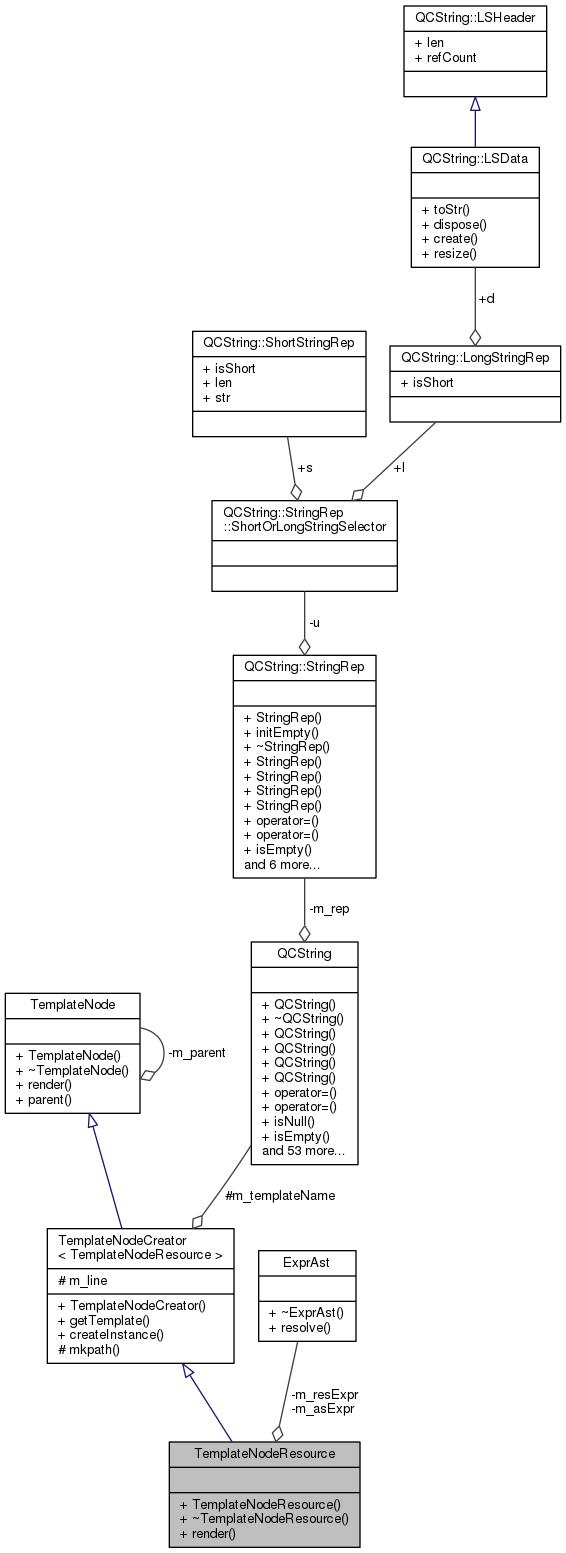 QCString::LSHeader
+ len
+ refCount
QCString::LSData
+ toStr()
+ dispose()
+ create()
+ resize()
+d
QCString::ShortStringRep
+ isShort
+ len
+ str
QCString::LongStringRep
+ isShort
+s
+l
QCString::StringRep
::ShortOrLongStringSelector
-u
QCString::StringRep
+ StringRep()
+ initEmpty()
+ ~StringRep()
+ StringRep()
+ StringRep()
+ StringRep()
+ StringRep()
+ operator=()
+ operator=()
+ isEmpty()
and 6 more...
-m_rep
QCString
+ QCString()
+ ~QCString()
+ QCString()
+ QCString()
+ QCString()
+ QCString()
+ operator=()
+ operator=()
+ isNull()
+ isEmpty()
and 53 more...
TemplateNode
+ TemplateNode()
+ ~TemplateNode()
+ render()
+ parent()
-m_parent
#m_templateName
TemplateNodeCreator
< TemplateNodeResource >
# m_line
+ TemplateNodeCreator()
+ getTemplate()
+ createInstance()
# mkpath()
ExprAst
+ ~ExprAst()
+ resolve()
-m_resExpr
-m_asExpr
TemplateNodeResource
+ TemplateNodeResource()
+ ~TemplateNodeResource()
+ render()